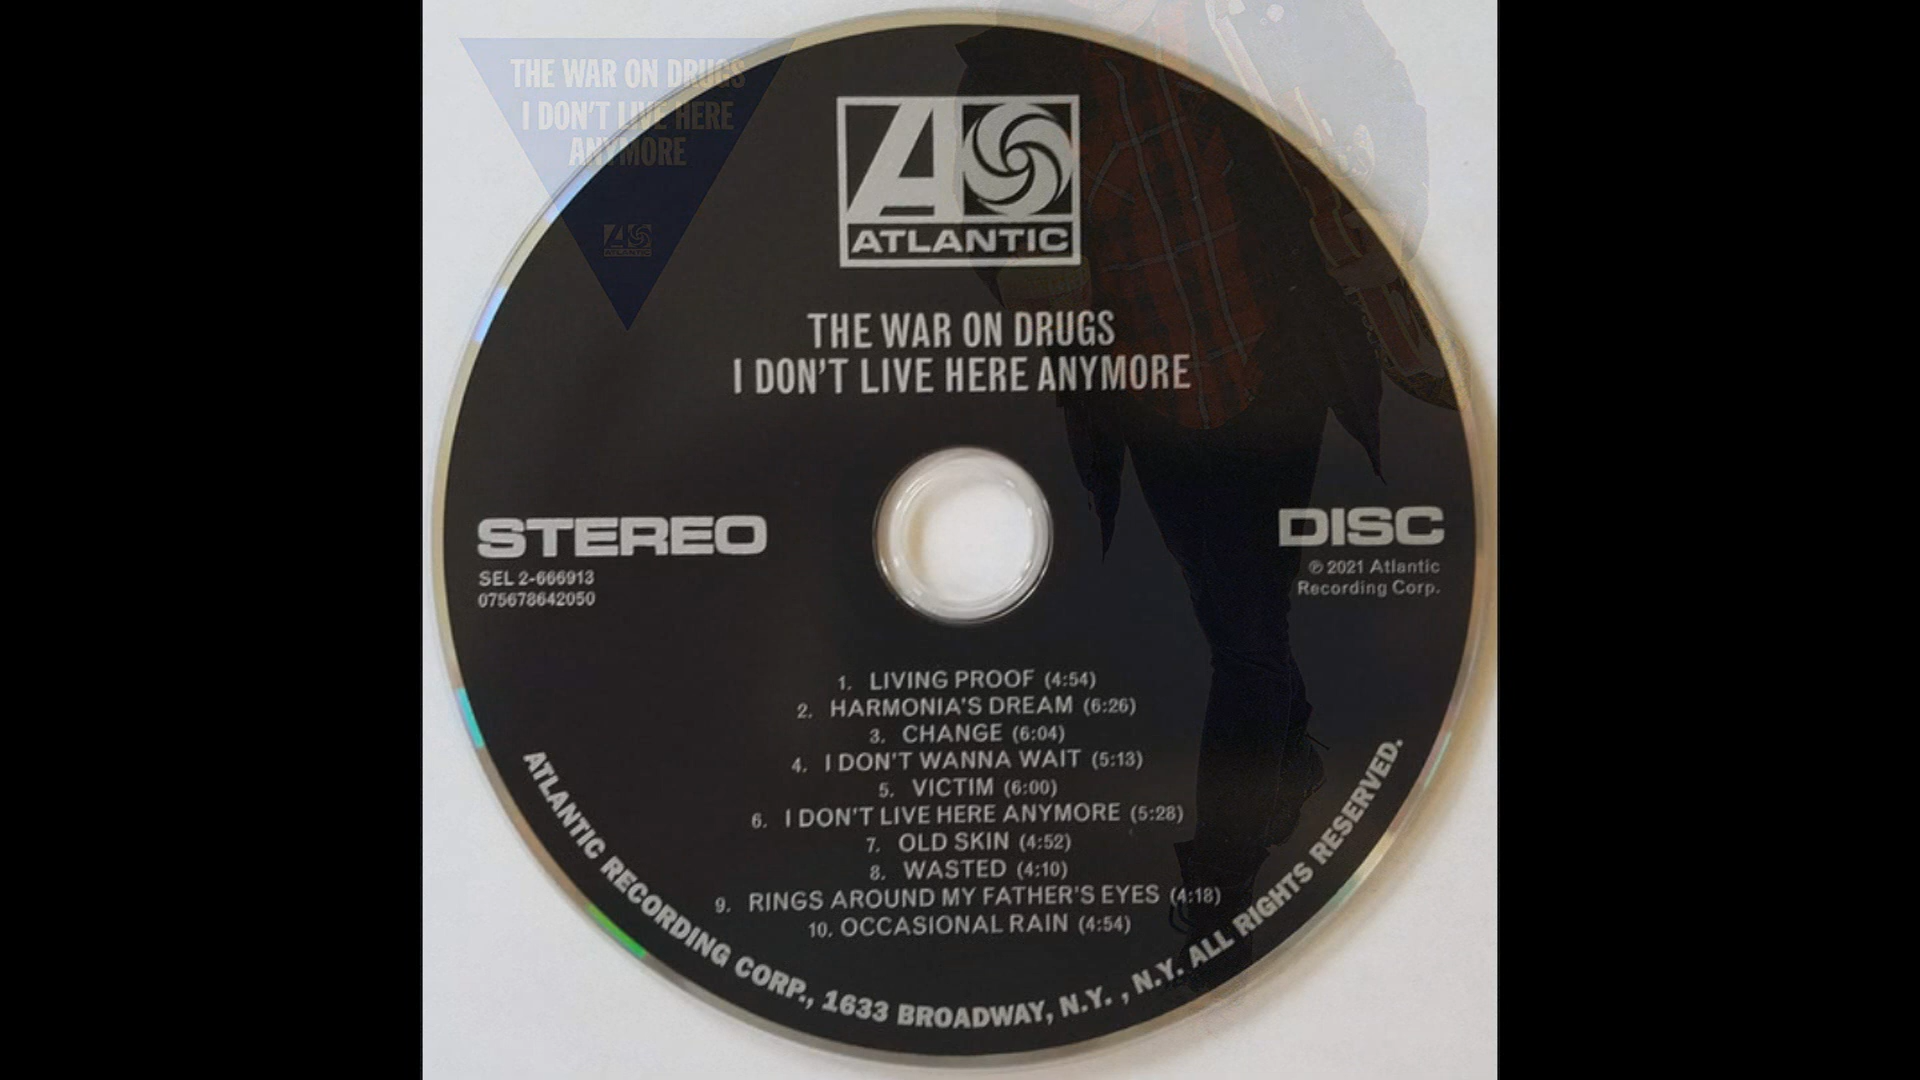 THE WAR ON DRUGS
I DON'T LIVE HERE
ANYMORE
ATLANTIC
ATLANTIC
THE WAR ON DRUGS
I DON'T LIVE HERE ANYMORE
STEREO
SEL 2-666913
075678642050
DISC
℗ 2021 Atlantic
Recording Corp.
1. LIVING PROOF (4:54)
2. HARMONIA'S DREAM (6:26)
3. CHANGE (6:04)
4. I DON'T WANNA WAIT (5:13)
5. VICTIM (6:00)
6. I DON'T LIVE HERE ANYMORE (5:28)
7. OLD SKIN (4:52)
8. WASTED (4:10)
9. RINGS AROUND MY FATHER'S EYES (4:18)
10. OCCASIONAL RAIN (4:54)
ATLANTIC RECORDING CORP., 1633 BROADWAY, N.Y. , N.Y. ALL RIGHTS RESERVED.